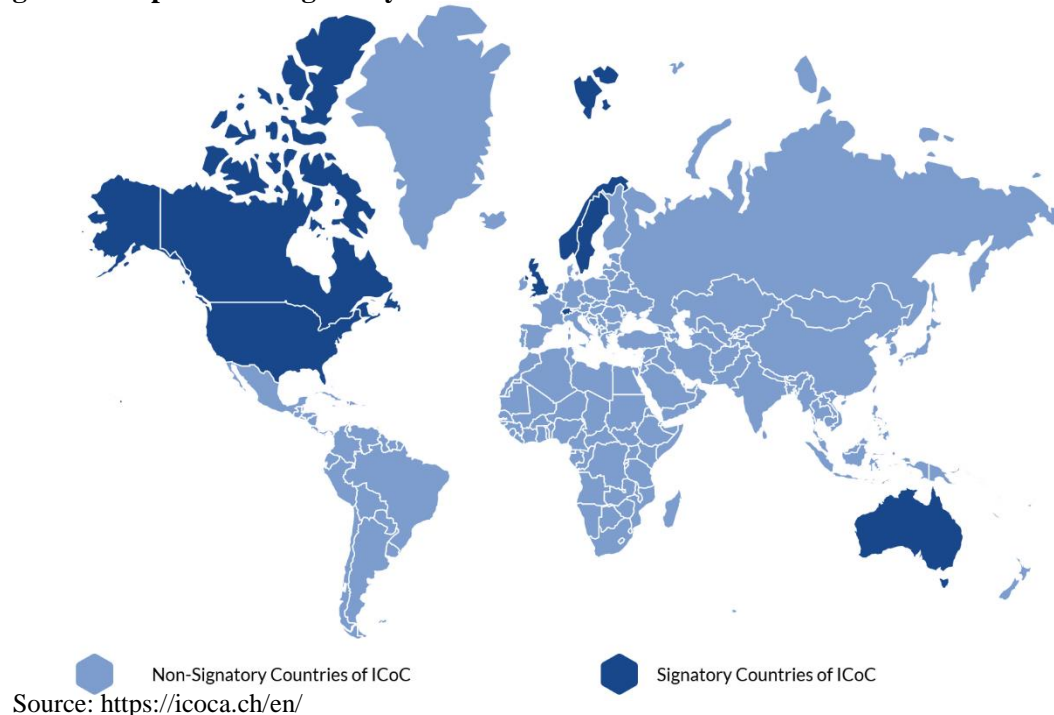 Non-Signatory Countries of ICoC
Signatory Countries of ICoC
Source: https://icoca.ch/en/